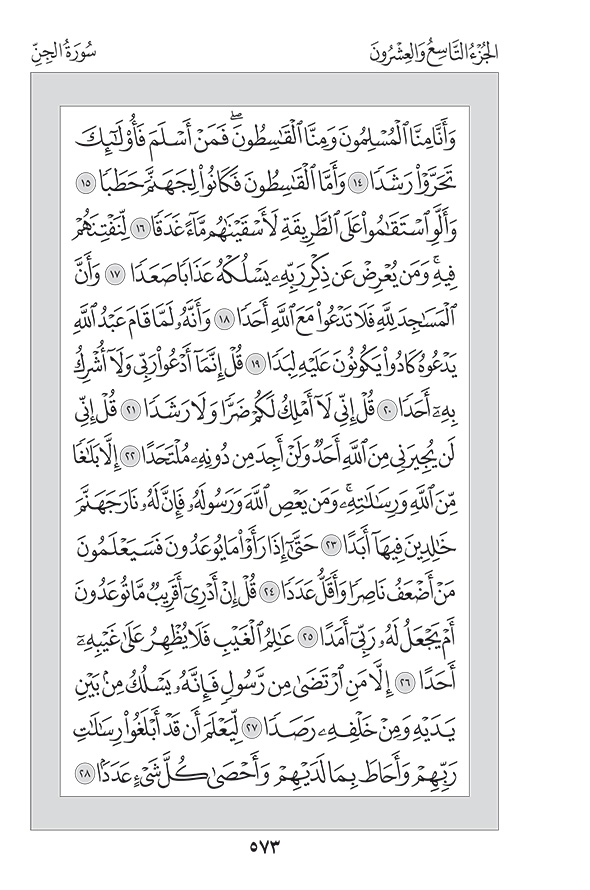 الجُزْءُ التَّاسِعُ وَالعِشْرُونَ
سُورَةُ الجِنِّ
وَأَنَّا مِنَّا ٱلْمُسْلِمُونَ وَمِنَّا ٱلْقَٰسِطُونَۖ فَمَنْ أَسْلَمَ فَأُوْلَٰٓئِكَ
تَحَرَّوْاْ رَشَدٗا ١٤ وَأَمَّا ٱلْقَٰسِطُونَ فَكَانُواْ لِجَهَنَّمَ حَطَبٗا ١٥
وَأَلَّوِ ٱسْتَقَٰمُواْ عَلَى ٱلطَّرِيقَةِ لَأَسْقَيْنَٰهُم مَّآءً غَدَقٗا ١٦ لِّنَفْتِنَهُمْ
فِيهِۚ وَمَن يُعْرِضْ عَن ذِكْرِ رَبِّهِۦ يَسْلُكْهُ عَذَابٗا صَعَدٗا ١٧ وَأَنَّ
ٱلْمَسَٰجِدَ لِلَّهِ فَلَا تَدْعُواْ مَعَ ٱللَّهِ أَحَدٗا ١٨ وَأَنَّهُۥ لَمَّا قَامَ عَبْدُ ٱللَّهِ
يَدْعُوهُ كَادُواْ يَكُونُونَ عَلَيْهِ لِبَدٗا ١٩ قُلْ إِنَّمَآ أَدْعُواْ رَبِّي وَلَآ أُشْرِكُ
بِهِۦٓ أَحَدٗا ٢٠ قُلْ إِنِّي لَآ أَمْلِكُ لَكُمْ ضَرّٗا وَلَا رَشَدٗا ٢١ قُلْ إِنِّي
لَن يُجِيرَنِي مِنَ ٱللَّهِ أَحَدٞ وَلَنْ أَجِدَ مِن دُونِهِۦ مُلْتَحَدًا ٢٢ إِلَّا بَلَٰغٗا
مِّنَ ٱللَّهِ وَرِسَٰلَٰتِهِۦۚ وَمَن يَعْصِ ٱللَّهَ وَرَسُولَهُۥ فَإِنَّ لَهُۥ نَارَ جَهَنَّمَ
خَٰلِدِينَ فِيهَآ أَبَدًا ٢٣ حَتَّىٰٓ إِذَا رَأَوْاْ مَا يُوعَدُونَ فَسَيَعْلَمُونَ
مَنْ أَضْعَفُ نَاصِرٗا وَأَقَلُّ عَدَدٗا ٢٤ قُلْ إِنْ أَدْرِيٓ أَقَرِيبٞ مَّا تُوعَدُونَ
أَمْ يَجْعَلُ لَهُۥ رَبِّيٓ أَمَدًا ٢٥ عَٰلِمُ ٱلْغَيْبِ فَلَا يُظْهِرُ عَلَىٰ غَيْبِهِۦٓ
أَحَدًا ٢٦ إِلَّا مَنِ ٱرْتَضَىٰ مِن رَّسُولٖ فَإِنَّهُۥ يَسْلُكُ مِنۢ بَيْنِ
يَدَيْهِ وَمِنْ خَلْفِهِۦ رَصَدٗا ٢٧ لِّيَعْلَمَ أَن قَدْ أَبْلَغُواْ رِسَٰلَٰتِ
رَبِّهِمْ وَأَحَاطَ بِمَا لَدَيْهِمْ وَأَحْصَىٰ كُلَّ شَيْءٍ عَدَدَۢا ٢٨
٥٧٣